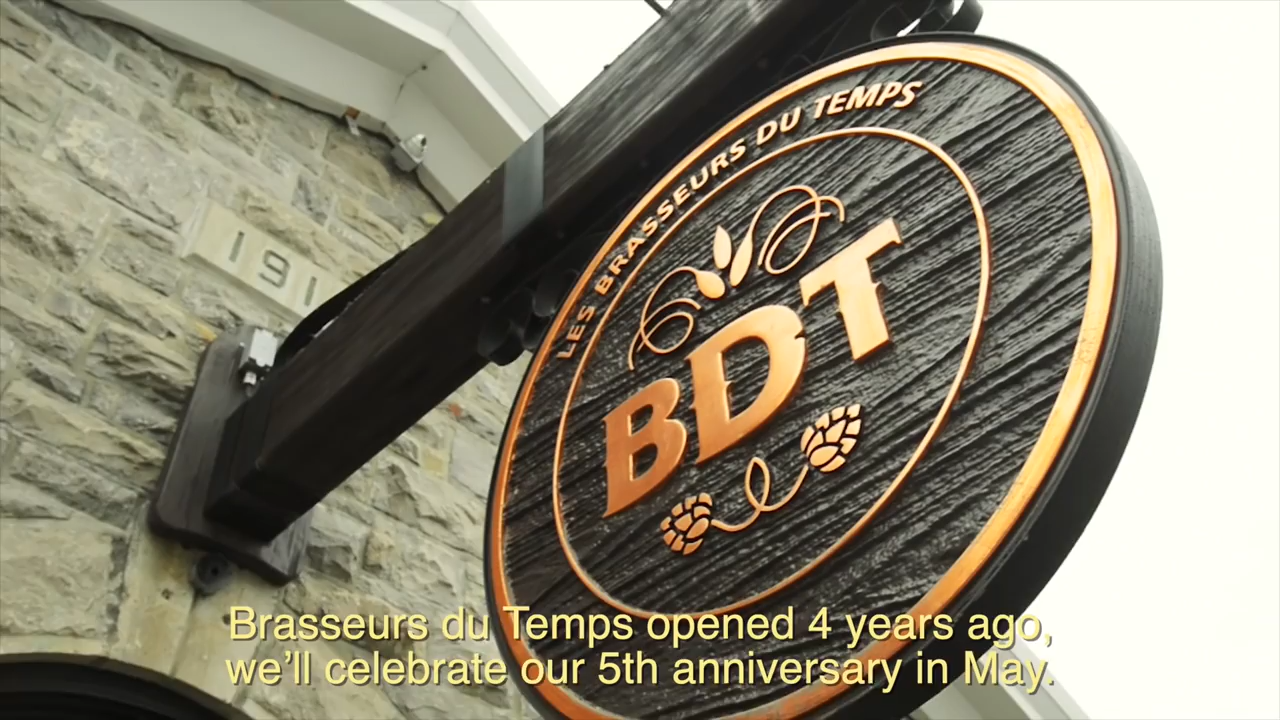 LES BRASSEURS DU TEMPS
BDT
191
Brasseurs du Temps opened 4 years ago,
we'll celebrate our 5th anniversary in May.